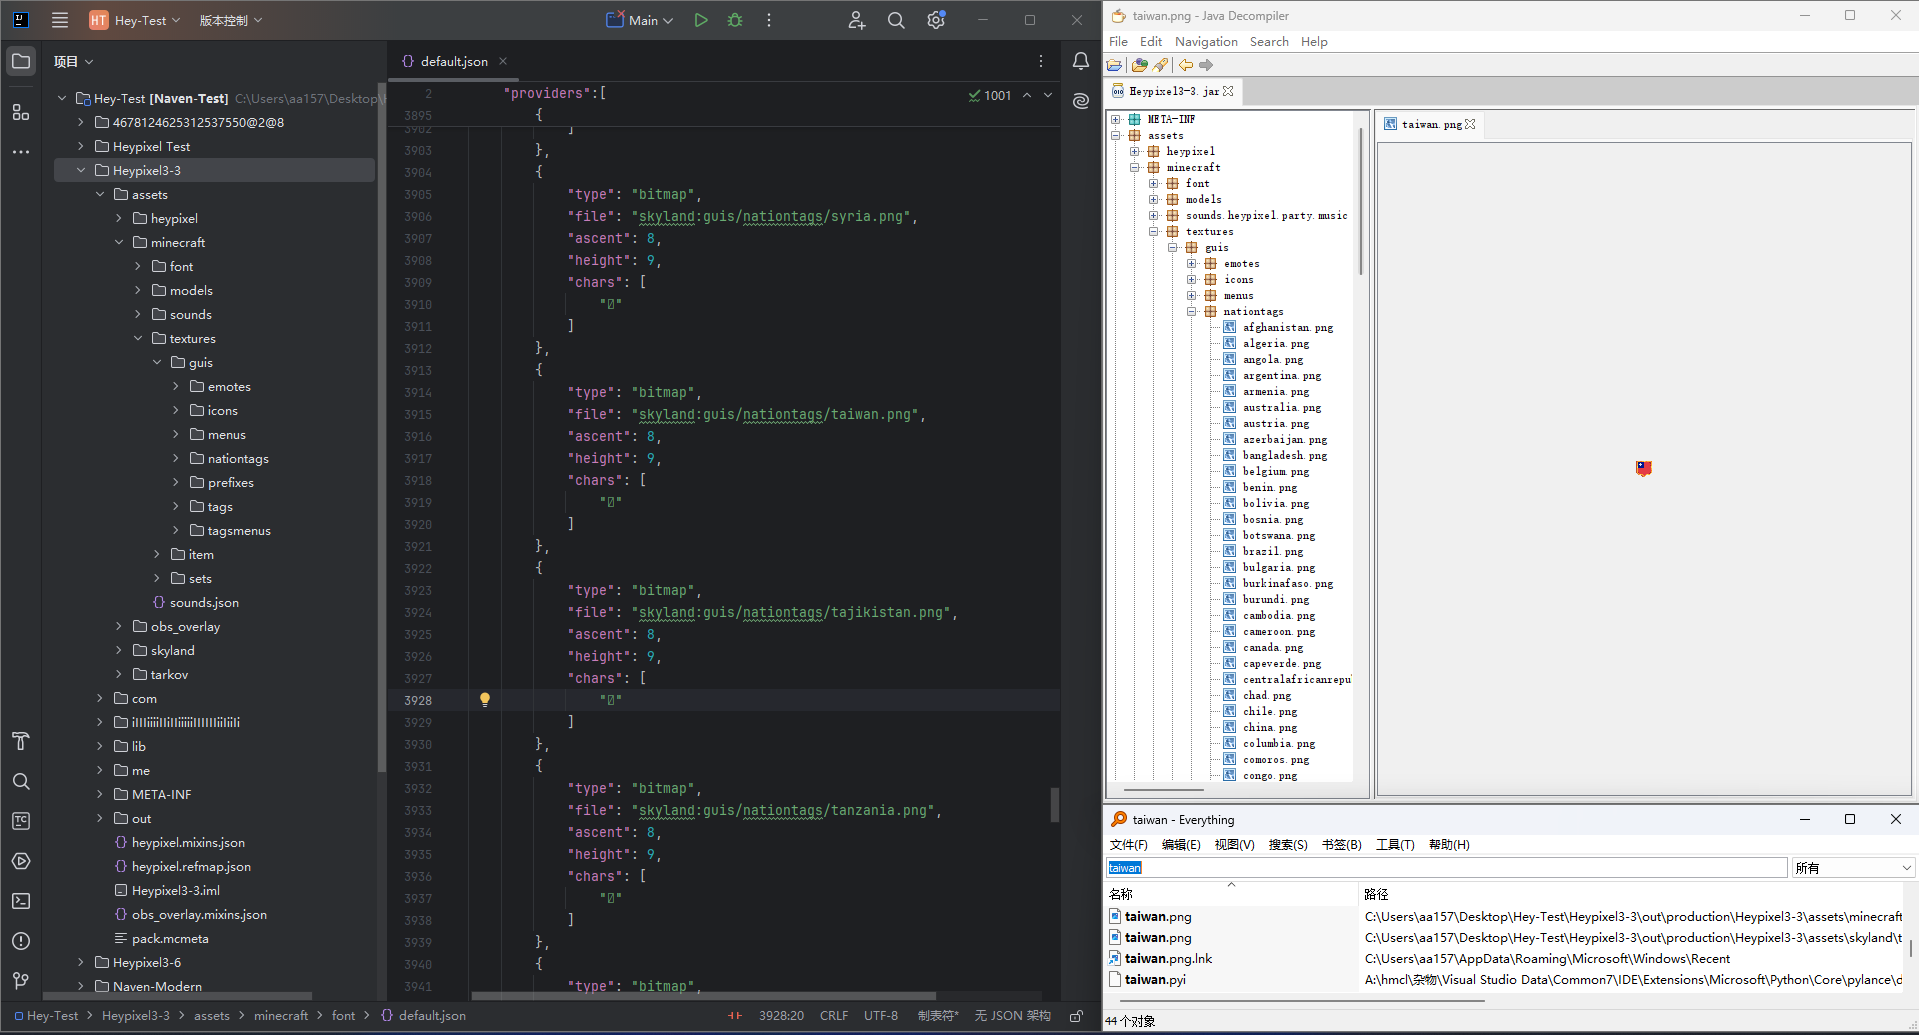 HT Hey-Test 版本控制 Main
项目
Hey-Test [Naven-Test] C:\Users\aa157\Desktop\
4678124625312537550@2@8
Heypixel Test
Heypixel3-3
assets
heypixel
minecraft
font
models
sounds
textures
guis
emotes
icons
menus
nationtags
prefixes
tags
tagsmenus
item
sets
sounds.json
obs_overlay
skyland
tarkov
com
lib
me
META-INF
out
heypixel.mixins.json
heypixel.refmap.json
Heypixel3-3.iml
obs_overlay.mixins.json
pack.mcmeta
Heypixel3-6
Naven-Modern
default.json
1001
2 "providers":[
3895 {
3902 ]
3903 },
3904 {
3905 "type": "bitmap",
3906 "file": "skyland:guis/nationtags/syria.png",
3907 "ascent": 8,
3908 "height": 9,
3909 "chars": [
3910 "▯"
3911 ]
3912 },
3913 {
3914 "type": "bitmap",
3915 "file": "skyland:guis/nationtags/taiwan.png",
3916 "ascent": 8,
3917 "height": 9,
3918 "chars": [
3919 "▯"
3920 ]
3921 },
3922 {
3923 "type": "bitmap",
3924 "file": "skyland:guis/nationtags/tajikistan.png",
3925 "ascent": 8,
3926 "height": 9,
3927 "chars": [
3928 "▯"
3929 ]
3930 },
3931 {
3932 "type": "bitmap",
3933 "file": "skyland:guis/nationtags/tanzania.png",
3934 "ascent": 8,
3935 "height": 9,
3936 "chars": [
3937 "▯"
3938 ]
3939 },
3940 {
3941 "type": "bitmap",
Hey-Test > Heypixel3-3 > assets > minecraft > font > default.json
3928:20 CRLF UTF-8 制表符* 无 JSON 架构
taiwan.png - Java Decompiler
File Edit Navigation Search Help
Heypixel3-3.jar
META-INF
assets
heypixel
minecraft
font
models
sounds.heypixel.party.music
textures
guis
emotes
icons
menus
nationtags
afghanistan.png
algeria.png
angola.png
argentina.png
armenia.png
australia.png
austria.png
azerbaijan.png
bangladesh.png
belgium.png
benin.png
bolivia.png
bosnia.png
botswana.png
brazil.png
bulgaria.png
burkinafaso.png
burundi.png
cambodia.png
cameroon.png
canada.png
capeverde.png
centralafricanrepu
chad.png
chile.png
china.png
columbia.png
comoros.png
congo.png
taiwan.png
taiwan - Everything
文件(F) 编辑(E) 视图(V) 搜索(S) 书签(B) 工具(T) 帮助(H)
taiwan 所有
名称 路径
taiwan.png C:\Users\aa157\Desktop\Hey-Test\Heypixel3-3\out\production\Heypixel3-3\assets\minecraft
taiwan.png C:\Users\aa157\Desktop\Hey-Test\Heypixel3-3\out\production\Heypixel3-3\assets\skyland\t
taiwan.png.lnk C:\Users\aa157\AppData\Roaming\Microsoft\Windows\Recent
taiwan.pyi A:\hmcl\杂物\Visual Studio Data\Common7\IDE\Extensions\Microsoft\Python\Core\pylance\d
44 个对象